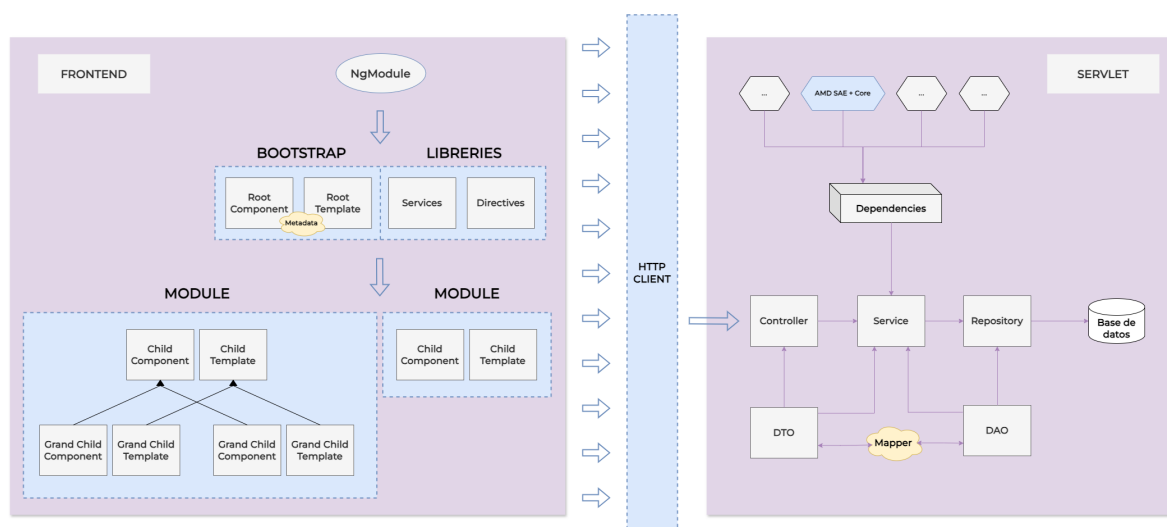 FRONTEND
NgModule
BOOTSTRAP
LIBRERIES
Root
Component
Root
Template
Metadata
Services
Directives
MODULE
MODULE
Child
Component
Child
Template
Child
Component
Child
Template
Grand Child
Component
Grand Child
Template
Grand Child
Component
Grand Child
Template
HTTP
CLIENT
SERVLET
...
AMD SAE + Core
...
...
Dependencies
Controller
Service
Repository
Base de
datos
DTO
Mapper
DAO